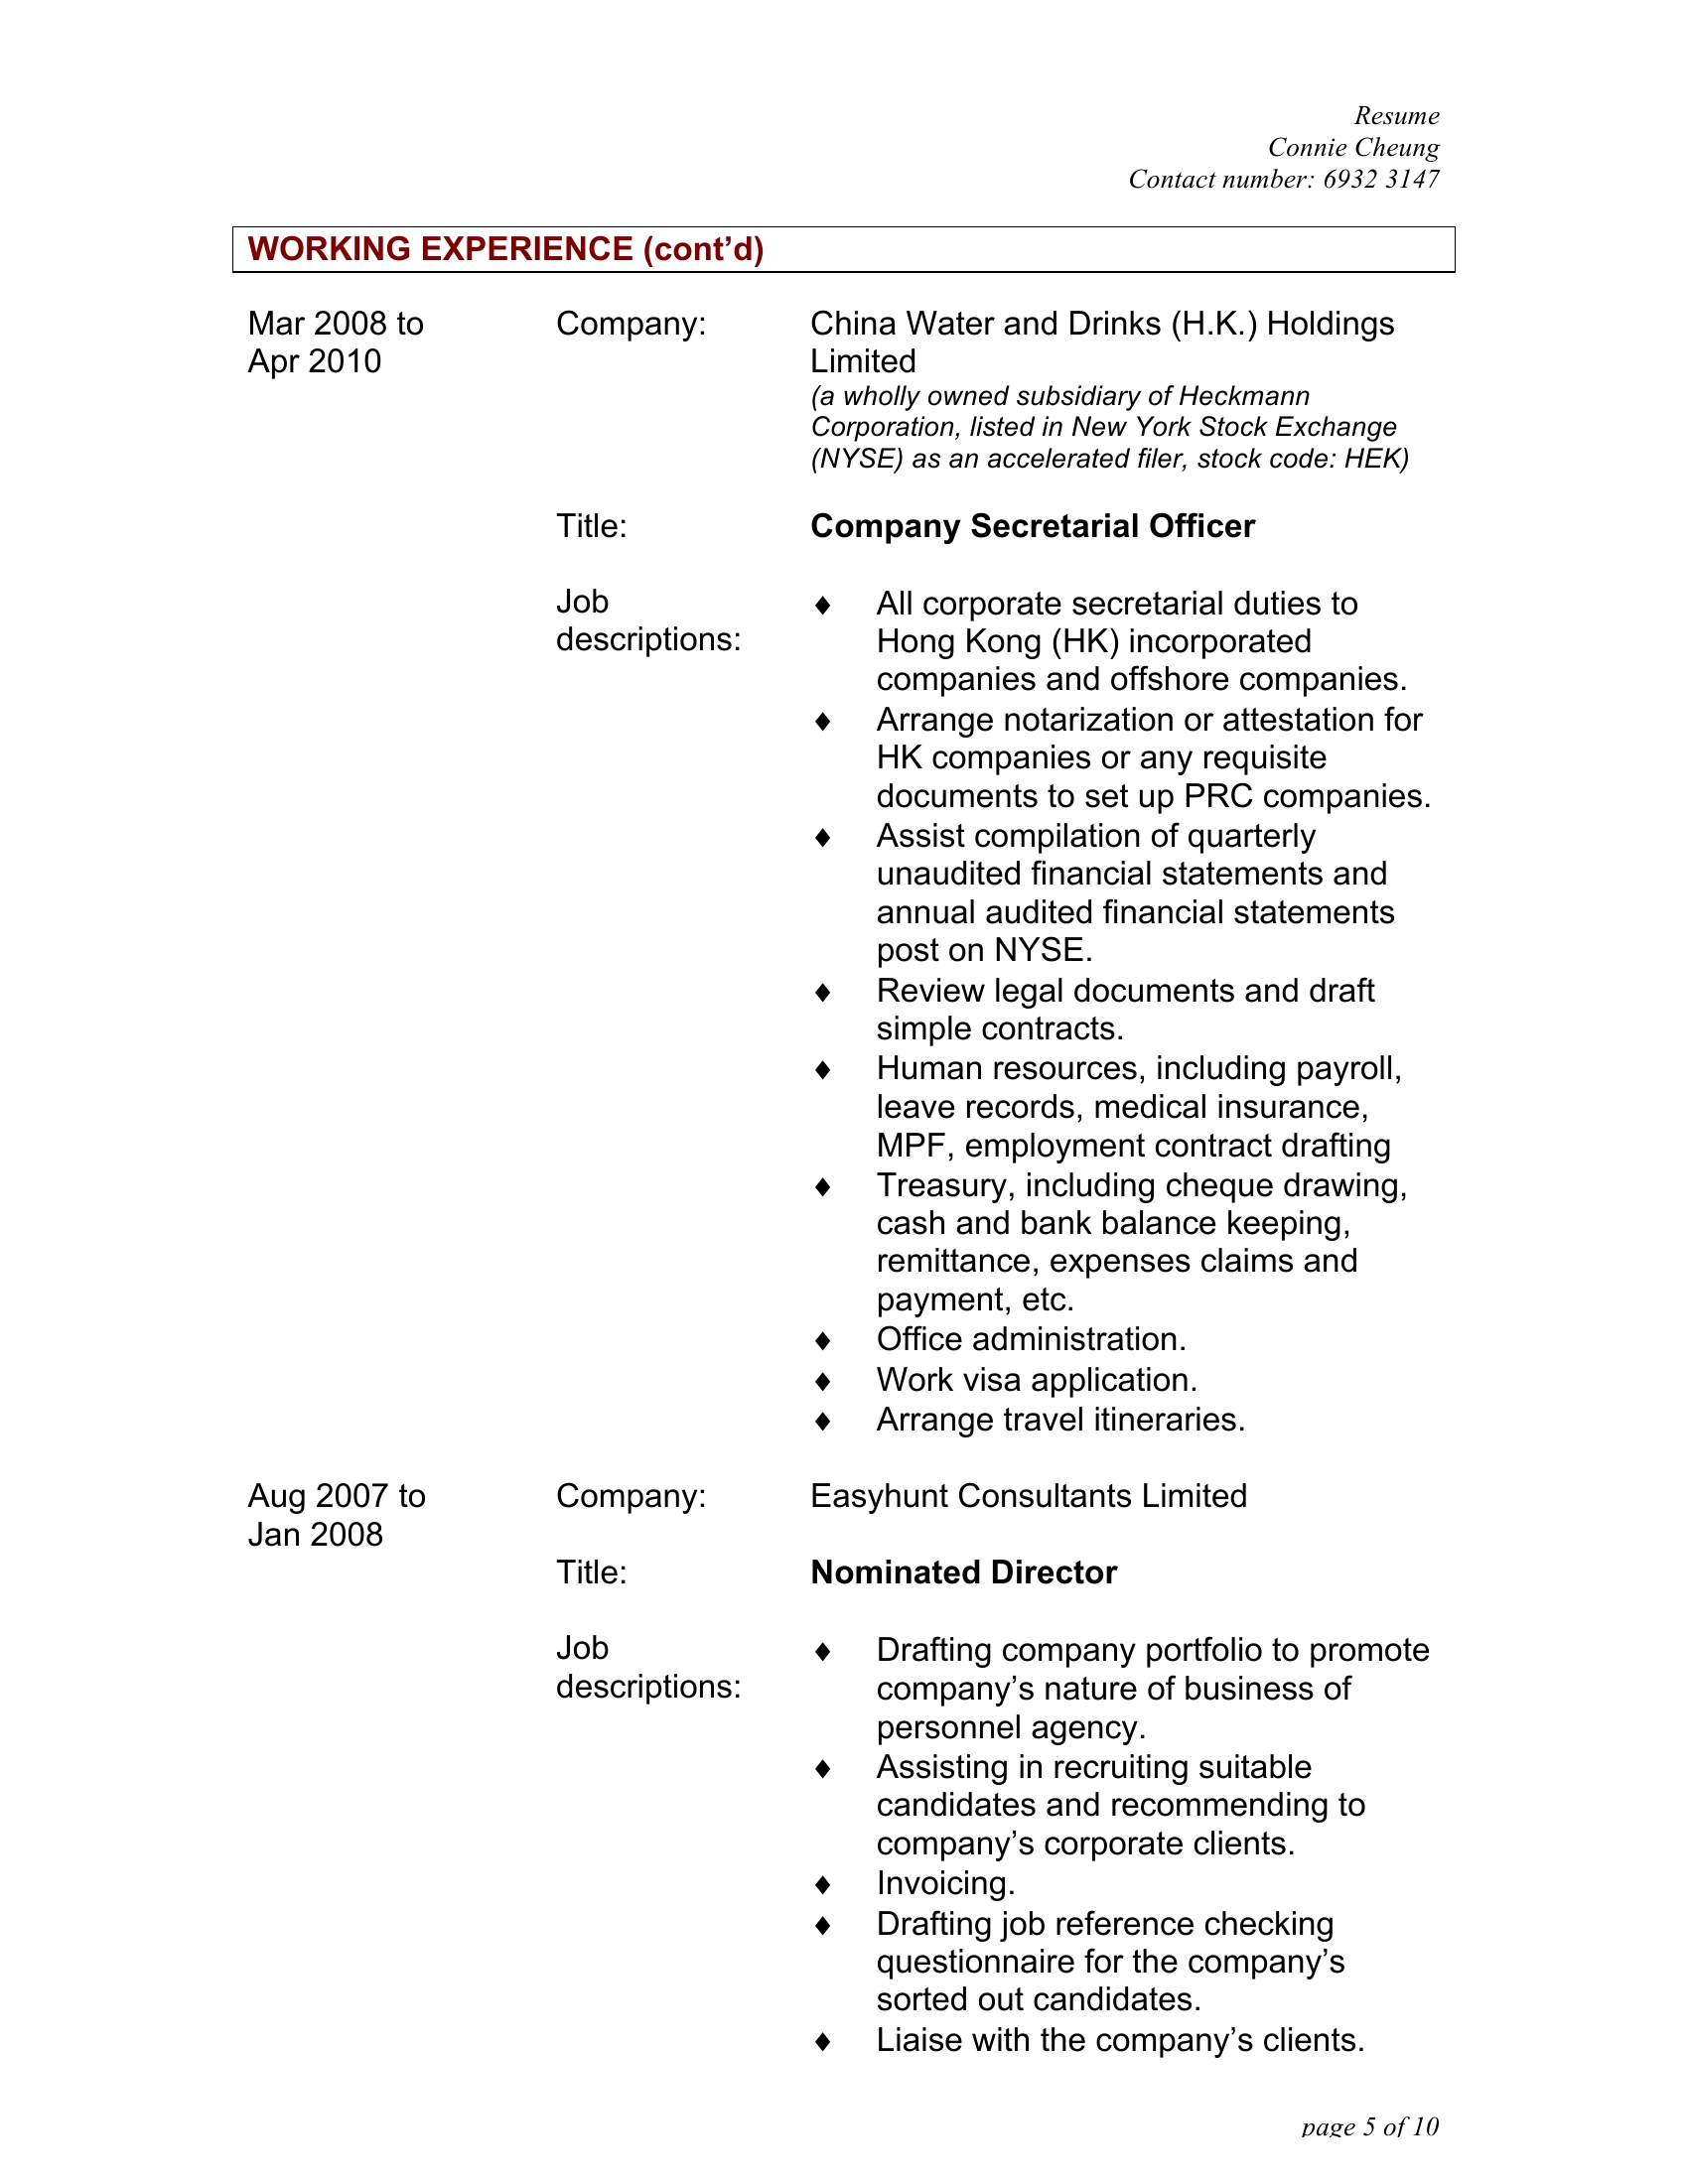 Resume
Connie Cheung
Contact number: 6932 3147
WORKING EXPERIENCE (cont’d)
Mar 2008 to
Apr 2010
Company:
China Water and Drinks (H.K.) Holdings
Limited
(a wholly owned subsidiary of Heckmann
Corporation, listed in New York Stock Exchange
(NYSE) as an accelerated filer, stock code: HEK)
Title:
Company Secretarial Officer
Job
descriptions:
♦ All corporate secretarial duties to
Hong Kong (HK) incorporated
companies and offshore companies.
♦ Arrange notarization or attestation for
HK companies or any requisite
documents to set up PRC companies.
♦ Assist compilation of quarterly
unaudited financial statements and
annual audited financial statements
post on NYSE.
♦ Review legal documents and draft
simple contracts.
♦ Human resources, including payroll,
leave records, medical insurance,
MPF, employment contract drafting
♦ Treasury, including cheque drawing,
cash and bank balance keeping,
remittance, expenses claims and
payment, etc.
♦ Office administration.
♦ Work visa application.
♦ Arrange travel itineraries.
Aug 2007 to
Jan 2008
Company:
Easyhunt Consultants Limited
Title:
Nominated Director
Job
descriptions:
♦ Drafting company portfolio to promote
company’s nature of business of
personnel agency.
♦ Assisting in recruiting suitable
candidates and recommending to
company’s corporate clients.
♦ Invoicing.
♦ Drafting job reference checking
questionnaire for the company’s
sorted out candidates.
♦ Liaise with the company’s clients.
page 5 of 10